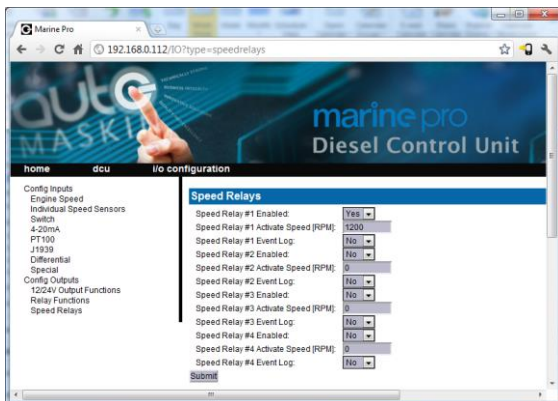 Marine Pro
192.168.0.112/IO?type=speedrelays
auto
MASKIN
TECHNICALLY DYNAMIC
BUSINESS INTEGRITY
marine pro
Diesel Control Unit
home dcu i/o configuration
Config Inputs
Engine Speed
Individual Speed Sensors
Switch
4-20mA
PT100
J1939
Differential
Special
Config Outputs
12/24V Output Functions
Relay Functions
Speed Relays
Speed Relays
Speed Relay #1 Enabled: Yes
Speed Relay #1 Activate Speed [RPM]: 1200
Speed Relay #1 Event Log: No
Speed Relay #2 Enabled: No
Speed Relay #2 Activate Speed [RPM]: 0
Speed Relay #2 Event Log: No
Speed Relay #3 Enabled: No
Speed Relay #3 Activate Speed [RPM]: 0
Speed Relay #3 Event Log: No
Speed Relay #4 Enabled: No
Speed Relay #4 Activate Speed [RPM]: 0
Speed Relay #4 Event Log: No
Submit